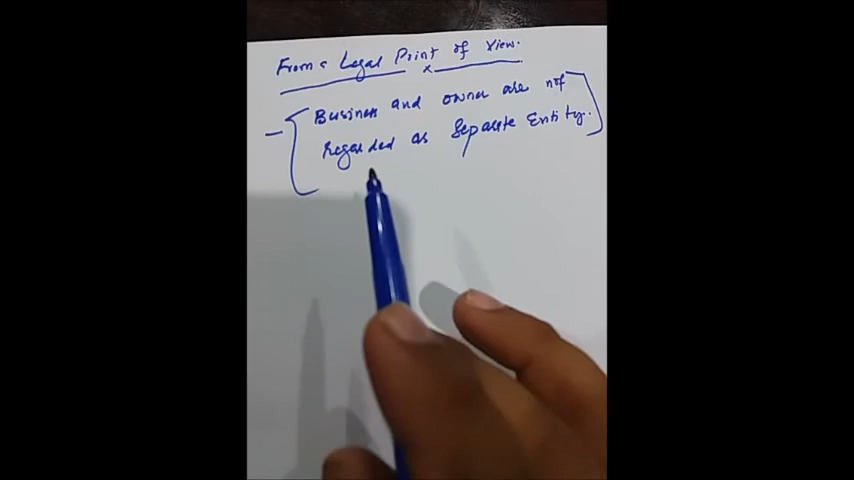 From a Legal Point of View.
x
Business and owner are not
Regarded as Separate Entity.